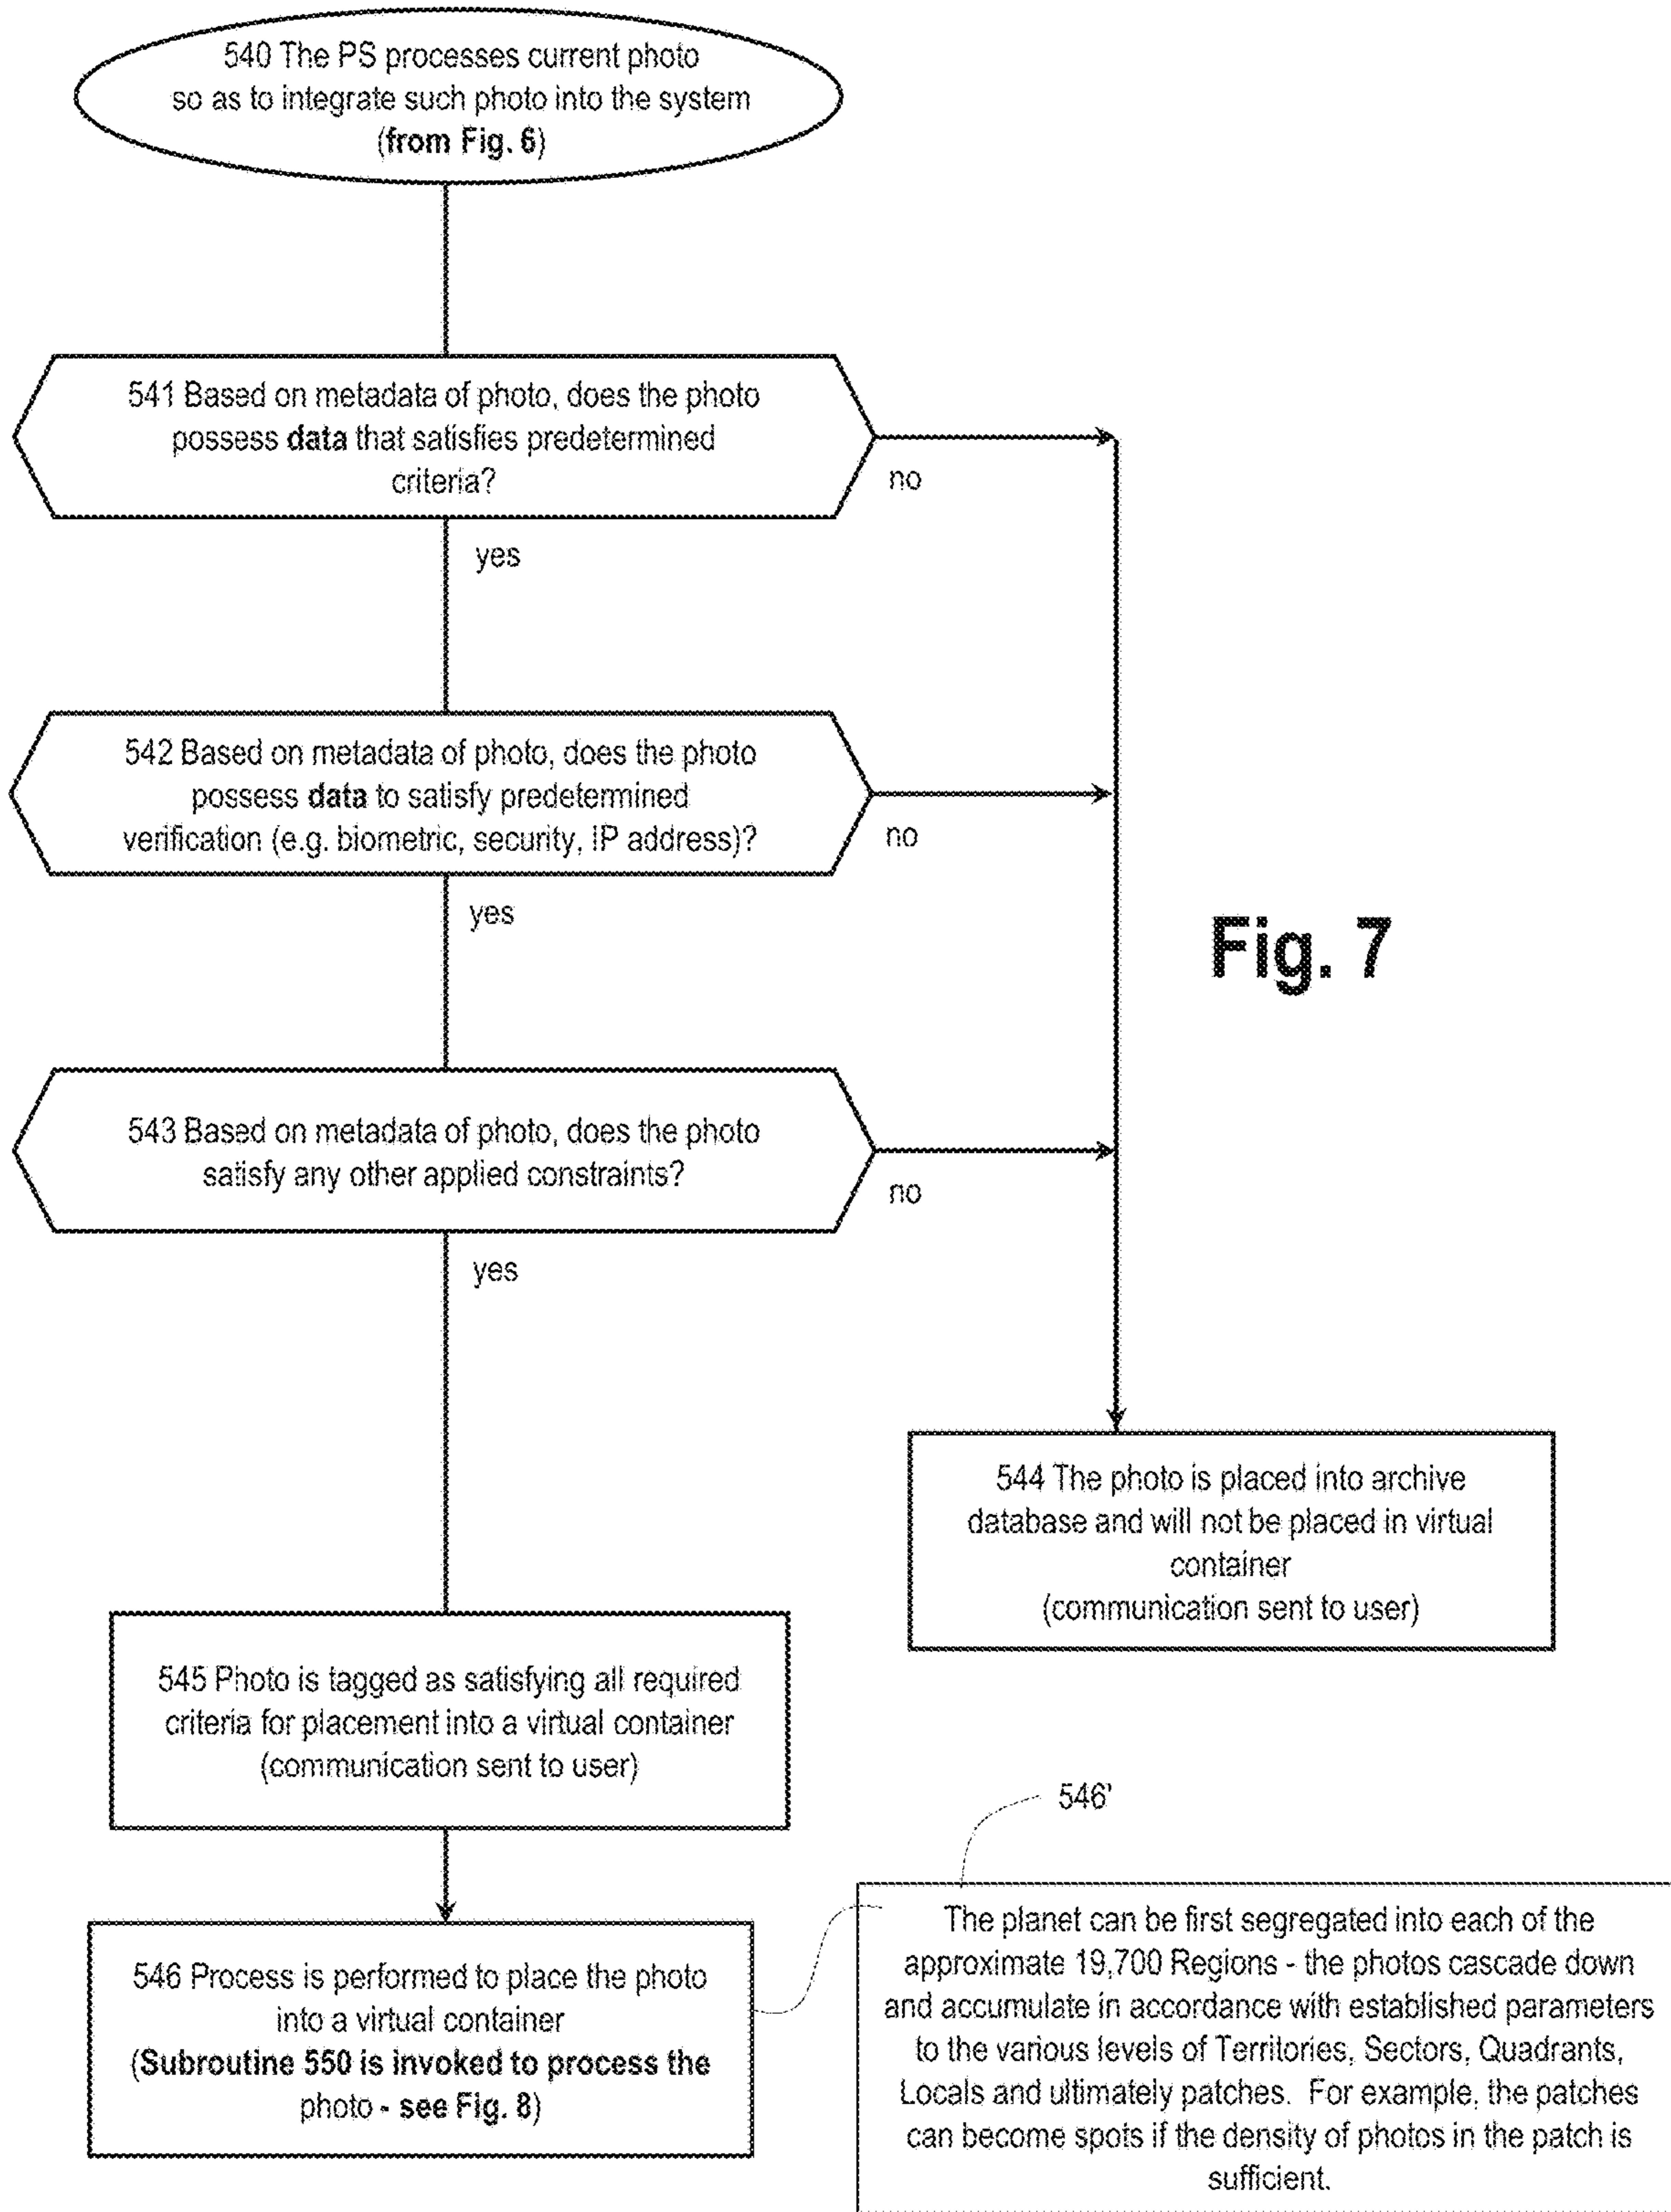 540 The PS processes current photo
so as to integrate such photo into the system
(from Fig. 6)
541 Based on metadata of photo, does the photo
possess data that satisfies predetermined
criteria?
no
yes
542 Based on metadata of photo, does the photo
possess data to satisfy predetermined
verification (e.g. biometric, security, IP address)?
no
yes
Fig. 7
543 Based on metadata of photo, does the photo
satisfy any other applied constraints?
no
yes
544 The photo is placed into archive
database and will not be placed in virtual
container
(communication sent to user)
545 Photo is tagged as satisfying all required
criteria for placement into a virtual container
(communication sent to user)
546'
546 Process is performed to place the photo
into a virtual container
(Subroutine 550 is invoked to process the
photo - see Fig. 8)
The planet can be first segregated into each of the
approximate 19,700 Regions - the photos cascade down
and accumulate in accordance with established parameters
to the various levels of Territories, Sectors, Quadrants,
Locals and ultimately patches. For example, the patches
can become spots if the density of photos in the patch is
sufficient.